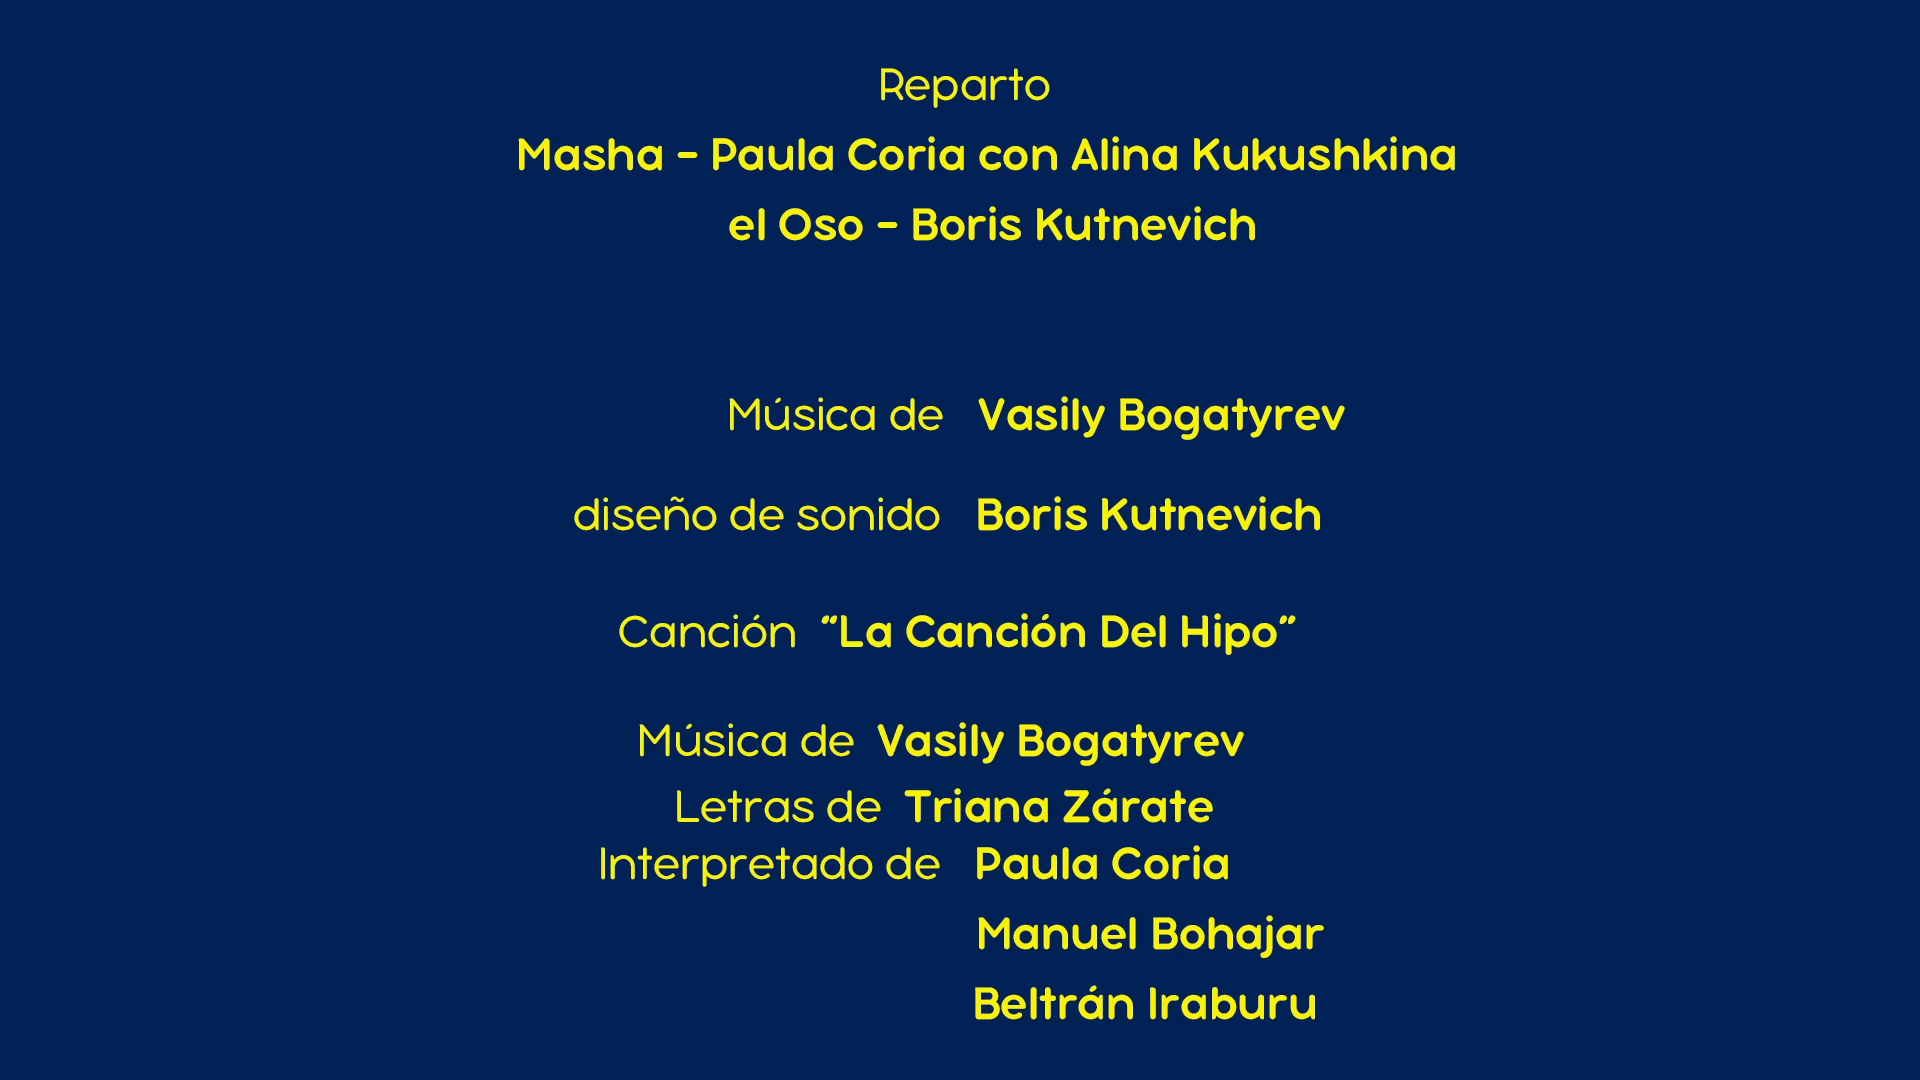 Reparto
Masha - Paula Coria con Alina Kukushkina
el Oso - Boris Kutnevich
Música de Vasily Bogatyrev
diseño de sonido Boris Kutnevich
Canción “La Canción Del Hipo”
Música de Vasily Bogatyrev
Letras de Triana Zárate
Interpretado de Paula Coria
Manuel Bohajar
Beltrán Iraburu